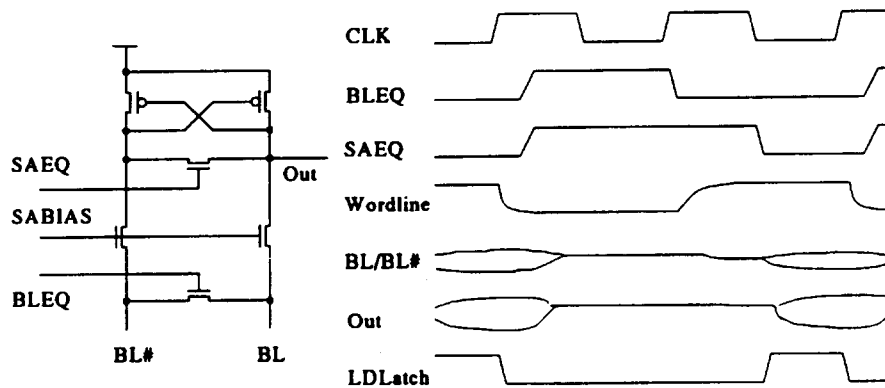 SAEQ
Out
SABIAS
BLEQ
BL#
BL
CLK
BLEQ
SAEQ
Wordline
BL/BL#
Out
LDLatch